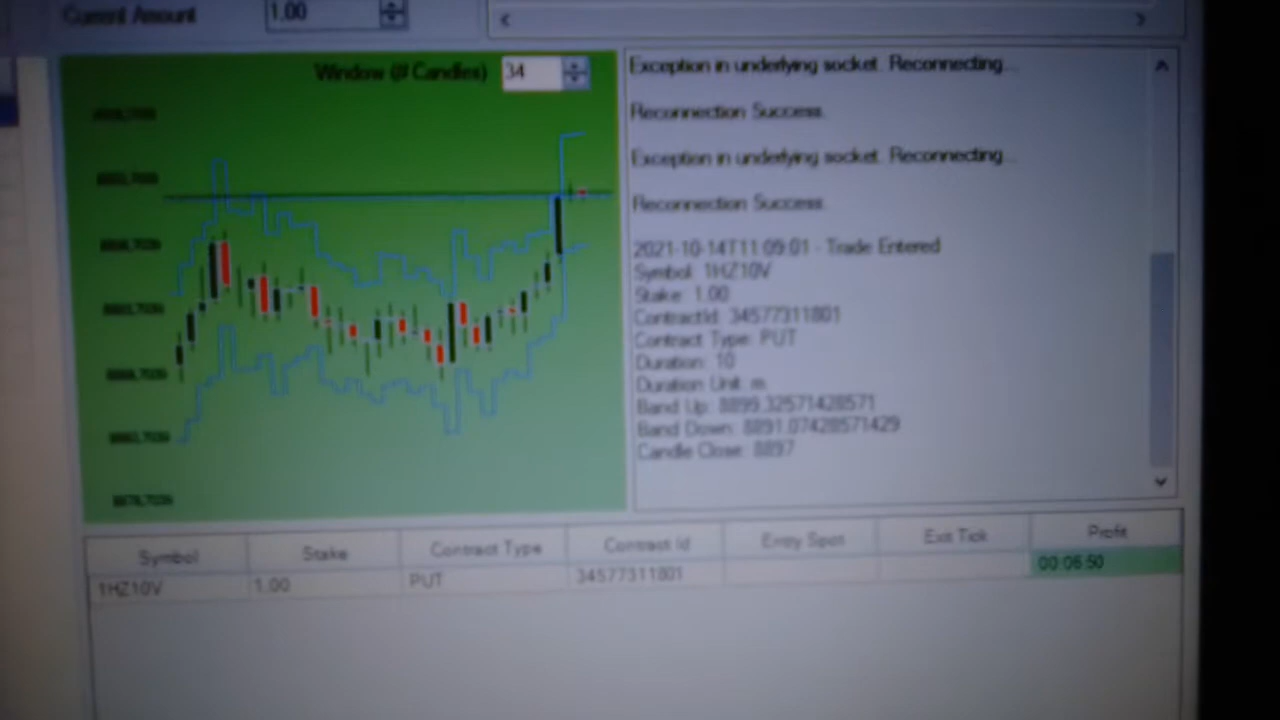 Current Amount 1.00
Window (# Candles) 34
Exception in underlying socket. Reconnecting...
Reconnection Success.
Exception in underlying socket. Reconnecting...
Reconnection Success.
2021-10-14T11:09:01 - Trade Entered
Symbol: 1HZ10V
Stake: 1.00
ContractId: 34577311801
Contract Type: PUT
Duration: 10
Duration Unit: m
Band Up: 8899.32571428571
Band Down: 8891.07428571429
Candle Close: 8897
Symbol Stake Contract Type Contract Id Entry Spot Exit Tick Profit
1HZ10V 1.00 PUT 34577311801 00:06:50